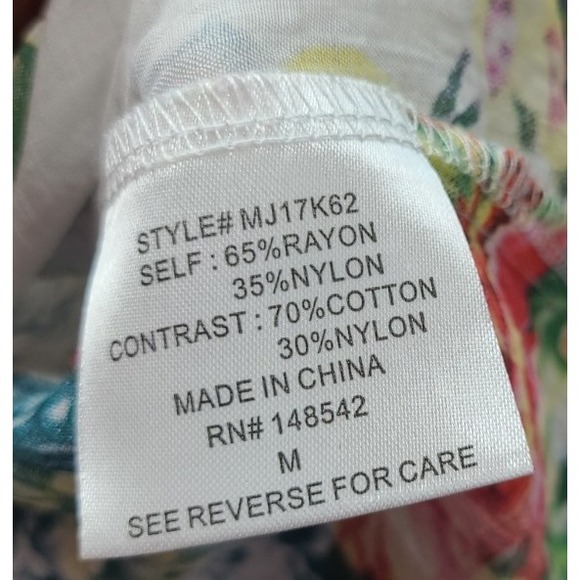 STYLE# MJ17K62
SELF : 65%RAYON
35%NYLON
CONTRAST : 70%COTTON
30%NYLON
MADE IN CHINA
RN# 148542
M
SEE REVERSE FOR CARE